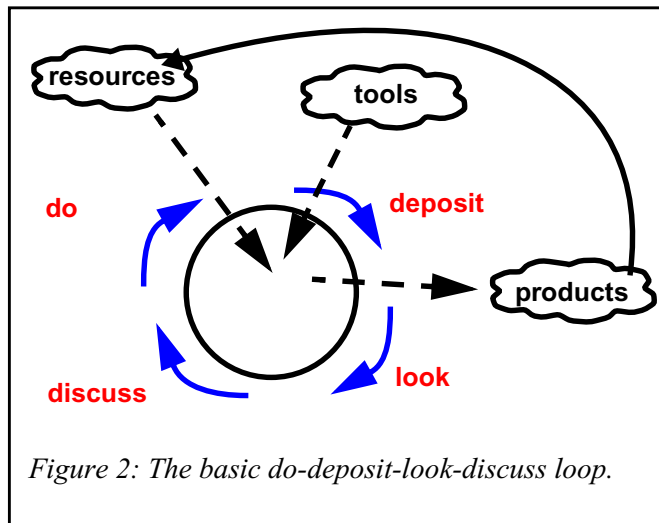 resources
tools
do
deposit
products
discuss
look
Figure 2: The basic do-deposit-look-discuss loop.